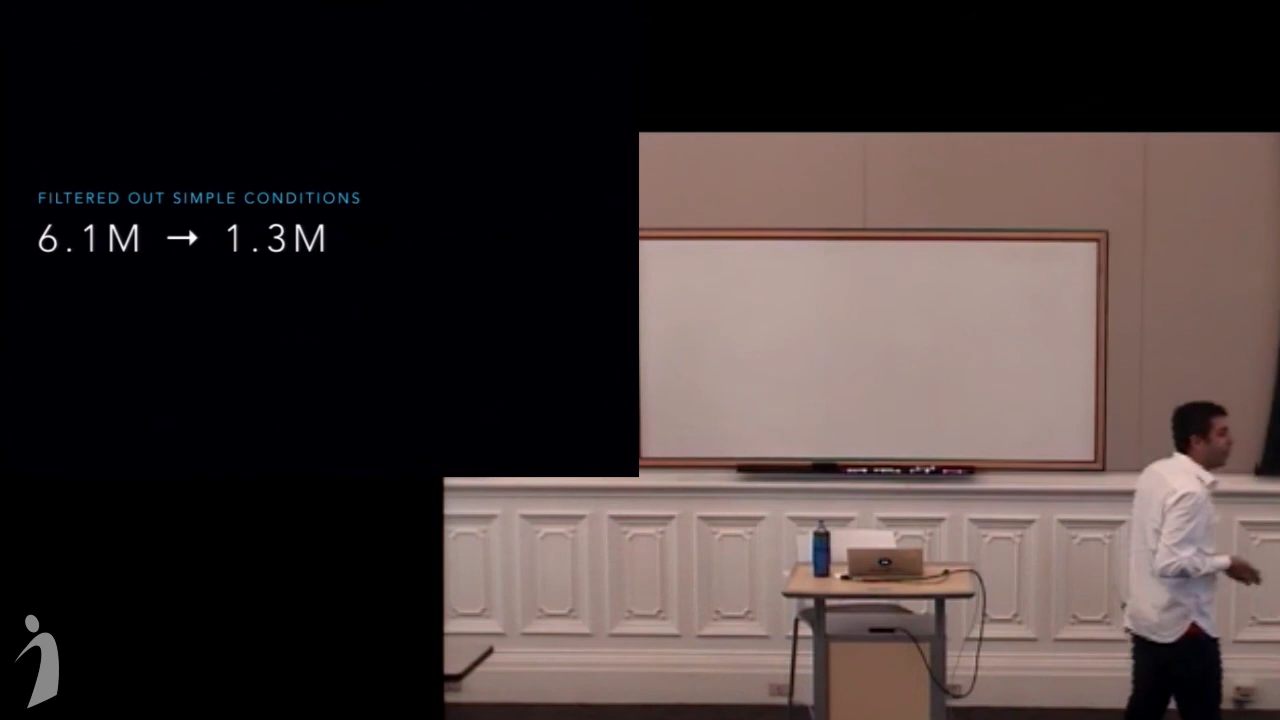 FILTERED OUT SIMPLE CONDITIONS
6.1M → 1.3M